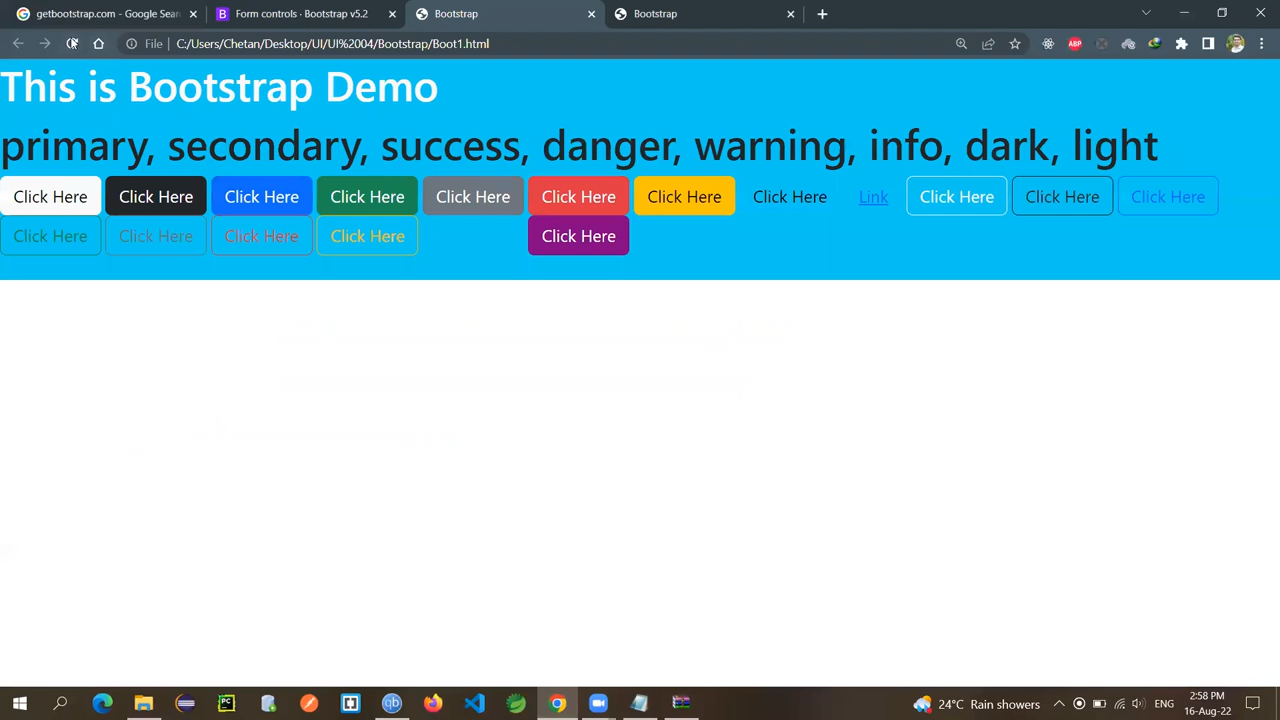 getbootstrap.com - Google Sear
Form controls · Bootstrap v5.2
Bootstrap
Bootstrap
File
C:/Users/Chetan/Desktop/UI/UI%2004/Bootstrap/Boot1.html
ABP
This is Bootstrap Demo
primary, secondary, success, danger, warning, info, dark, light
Click Here Click Here Click Here Click Here Click Here Click Here Click Here Click Here Link Click Here Click Here Click Here
Click Here Click Here Click Here Click Here Click Here
PC
qb
24°C Rain showers
ENG
2:58 PM
16-Aug-22